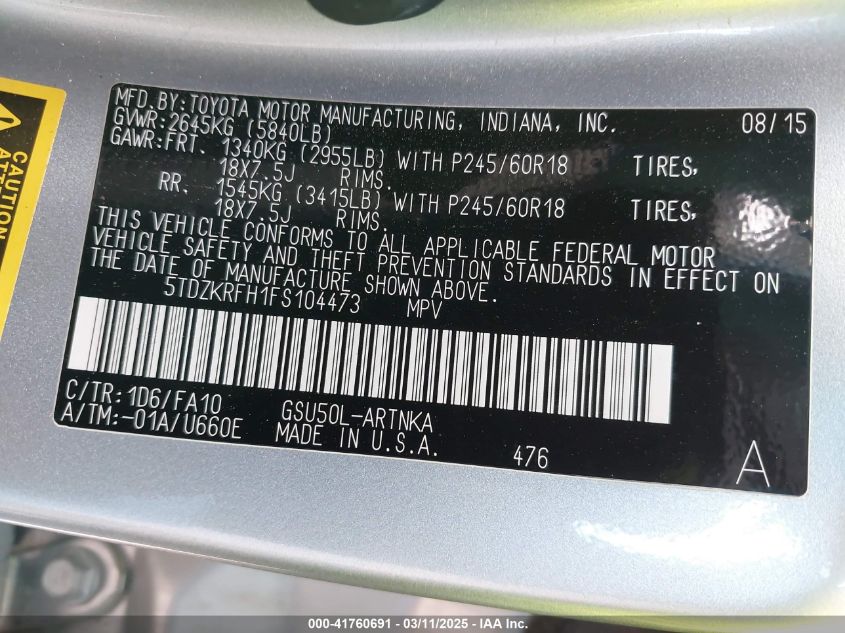 MFD.BY:TOYOTA MOTOR MANUFACTURING, INDIANA, INC. 08/15
GVWR:2645KG (5840LB)
GAWR:FRT. 1340KG (2955LB) WITH P245/60R18 TIRES,
18X7.5J RIMS.
RR. 1545KG (3415LB) WITH P245/60R18 TIRES,
18X7.5J RIMS.
THIS VEHICLE CONFORMS TO ALL APPLICABLE FEDERAL MOTOR
VEHICLE SAFETY AND THEFT PREVENTION STANDARDS IN EFFECT ON
THE DATE OF MANUFACTURE SHOWN ABOVE.
5TDZKRFH1FS104473 MPV
C/TR:1D6/FA10 GSU50L-ARTNKA
A/TM:-01A/U660E MADE IN U.S.A.
476 A
CAUTION
000-41760691 - 03/11/2025 - IAA Inc.